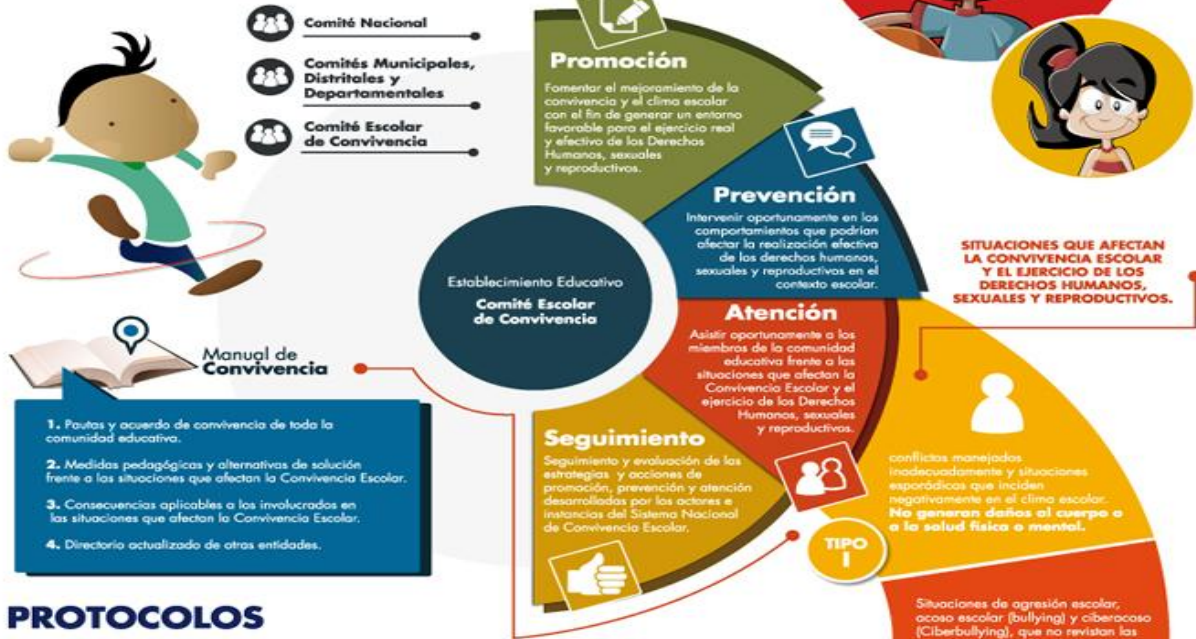 Comité Nacional
Comités Municipales,
Distritales y
Departamentales
Comité Escolar
de Convivencia
Promoción
Fomentar el mejoramiento de la
convivencia y el clima escolar
con el fin de generar un entorno
favorable para el ejercicio real
y efectivo de los Derechos
Humanos, sexuales
y reproductivos.
Prevención
Intervenir oportunamente en los
comportamientos que podrían
afectar la realización efectiva
de los derechos humanos,
sexuales y reproductivos en el
contexto escolar.
Establecimiento Educativo
Comité Escolar
de Convivencia
Atención
Asistir oportunamente a los
miembros de la comunidad
educativa frente a las
situaciones que afectan la
Convivencia Escolar y el
ejercicio de los Derechos
Humanos, sexuales
y reproductivos.
Seguimiento
Seguimiento y evaluación de las
estrategias y acciones de
promoción, prevención y atención
desarrolladas por los actores e
instancias del Sistema Nacional
de Convivencia Escolar.
SITUACIONES QUE AFECTAN
LA CONVIVENCIA ESCOLAR
Y EL EJERCICIO DE LOS
DERECHOS HUMANOS,
SEXUALES Y REPRODUCTIVOS.
Manual de
Convivencia
1. Pautas y acuerdo de convivencia de toda la
comunidad educativa.
2. Medidas pedagógicas y alternativas de solución
frente a las situaciones que afectan la Convivencia Escolar.
3. Consecuencias aplicables a los involucrados en
las situaciones que afectan la Convivencia Escolar.
4. Directorio actualizado de otras entidades.
conflictos manejados
inadecuadamente y situaciones
esporádicas que inciden
negativamente en el clima escolar.
No generan daños al cuerpo o
a la salud física o mental.
TIPO
I
Situaciones de agresión escolar,
acoso escolar (bullying) y ciberacoso
(Ciberbullying), que no revistan las
PROTOCOLOS